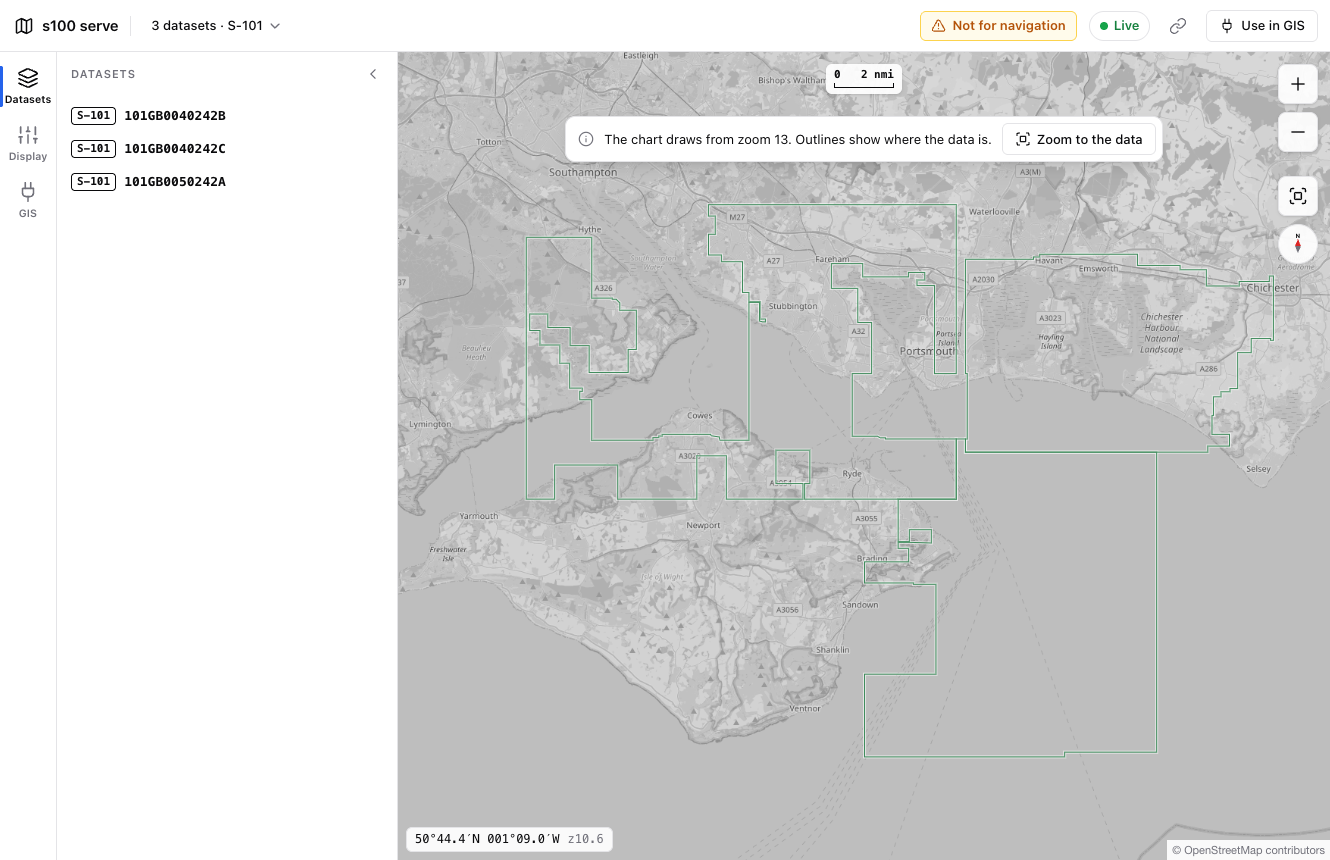 s100 serve
3 datasets · S-101
Not for navigation
Live
Use in GIS
Datasets
Display
GIS
DATASETS
S-101 101GB0040242B
S-101 101GB0040242C
S-101 101GB0050242A
0 2 nmi
The chart draws from zoom 13. Outlines show where the data is.
Zoom to the data
Eastleigh
Bishop's Waltham
Totton
Southampton
A3(M)
M27
Waterlooville
Hythe
Southampton Water
A27
Fareham
Havant
Emsworth
A2030
Chichester
37
A326
Stubbington
A32
Portsmouth
Portsea
Island
A3023
Hayling
Island
Chichester
Harbour
National
Landscape
Beaulieu
Heath
A286
Lymington
Cowes
A3054
Ryde
Selsey
Yarmouth
Newport
A3055
Freshwater
Isle
Brading
Isle of Wight
Sandown
A3056
Shanklin
Ventnor
N
50°44.4′N 001°09.0′W z10.6
© OpenStreetMap contributors